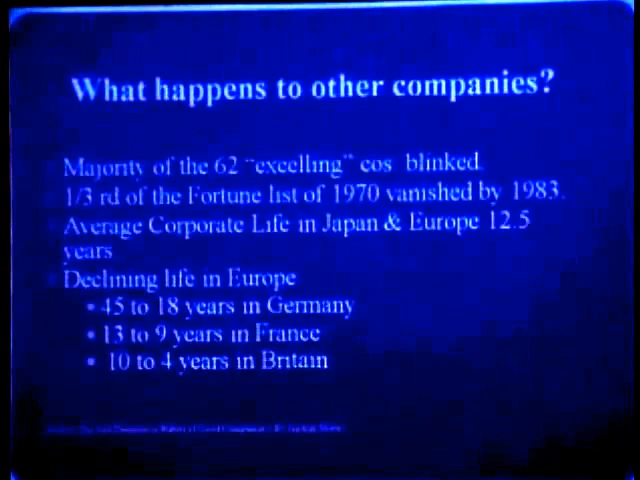 What happens to other companies?
Majority of the 62 "excelling" cos blinked.
1/3 rd of the Fortune list of 1970 vanished by 1983.
Average Corporate Life in Japan & Europe 12.5
years
Declining life in Europe
• 45 to 18 years in Germany
• 13 to 9 years in France
• 10 to 4 years in Britain